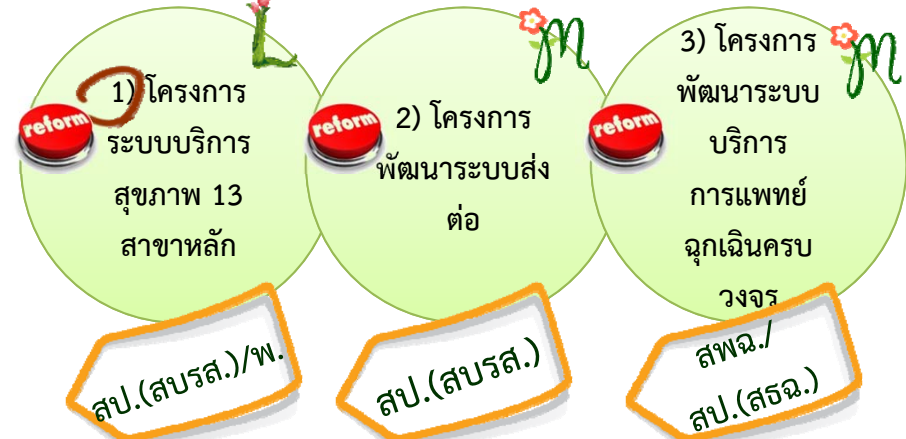 L
reform
1) โครงการ
ระบบบริการ
สุขภาพ 13
สาขาหลัก
สป.(สบรส.)/พ.
M
reform
2) โครงการ
พัฒนาระบบส่ง
ต่อ
สป.(สบรส.)
M
reform
3) โครงการ
พัฒนาระบบ
บริการ
การแพทย์
ฉุกเฉินครบ
วงจร
สพฉ./
สป.(สธฉ.)